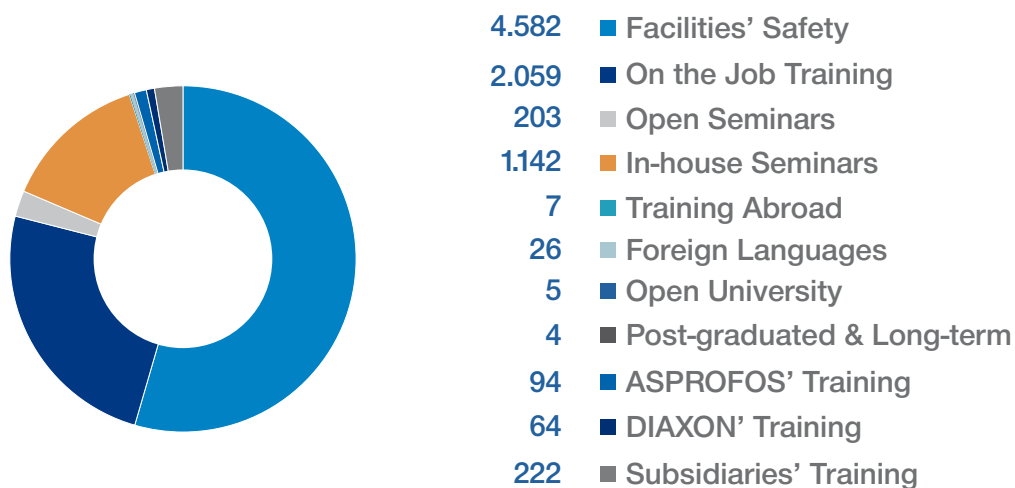 4.582 Facilities’ Safety
2.059 On the Job Training
203 Open Seminars
1.142 In-house Seminars
7 Training Abroad
26 Foreign Languages
5 Open University
4 Post-graduated & Long-term
94 ASPROFOS’ Training
64 DIAXON’ Training
222 Subsidiaries’ Training